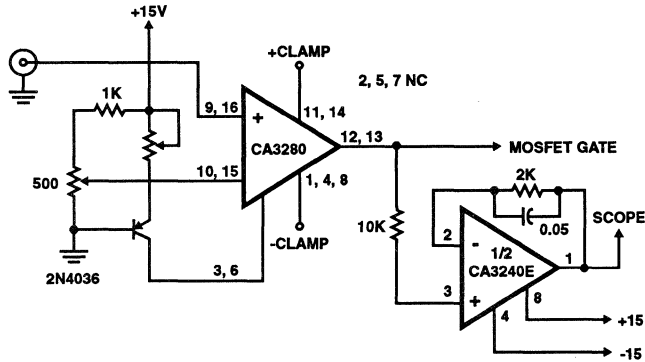 +15V
+CLAMP
2, 5, 7 NC
1K
9, 16
+
11, 14
12, 13
CA3280
MOSFET GATE
10, 15
1, 4, 8
500
2K
0.05
SCOPE
10K
-CLAMP
2
-
1/2
CA3240E
1
2N4036
3, 6
3
+
4
8
+15
-15